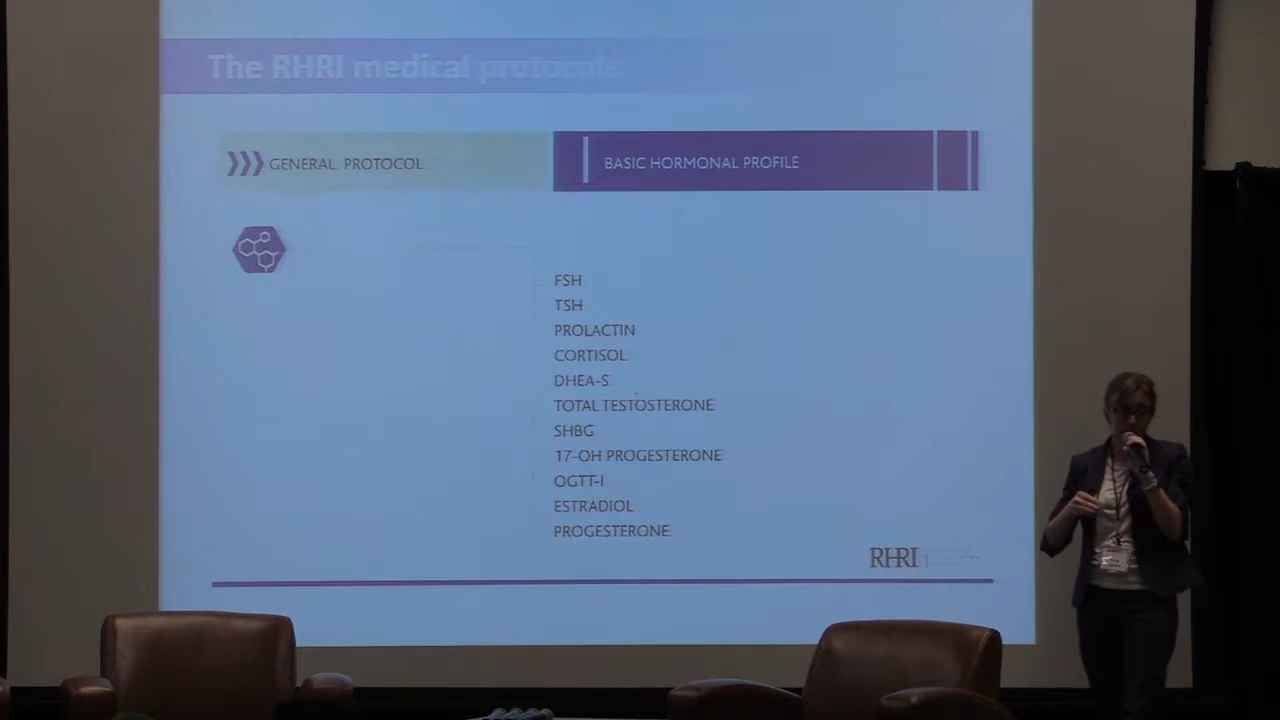 The RHRI medical protocols
GENERAL PROTOCOL
BASIC HORMONAL PROFILE
FSH
TSH
PROLACTIN
CORTISOL
DHEA-S
TOTAL TESTOSTERONE
SHBG
17-OH PROGESTERONE
OGTT-I
ESTRADIOL
PROGESTERONE
RHRI